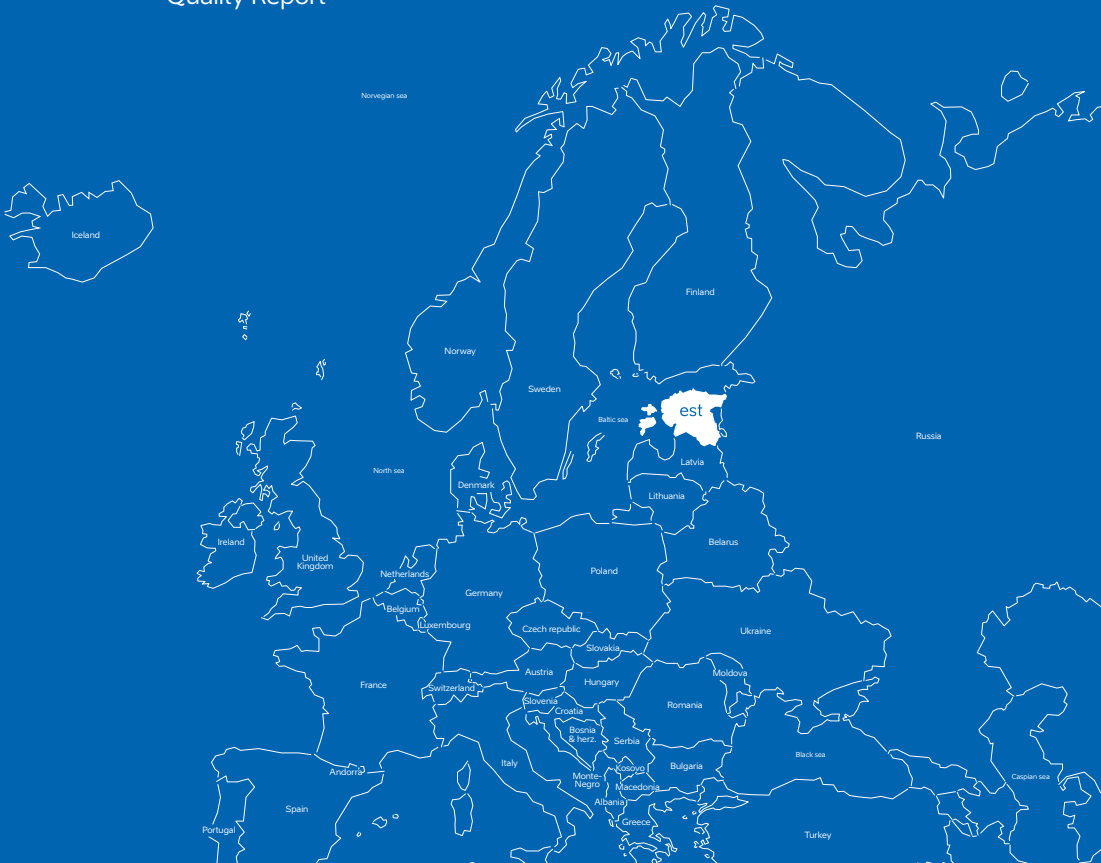 Quality Report
Norwegian sea
Iceland
Finland
Norway
Sweden
est
Baltic sea
Russia
Latvia
North sea
Denmark
Lithuania
Ireland
Belarus
United
Kingdom
Netherlands
Poland
Germany
Belgium
Luxembourg
Czech republic
Ukraine
Slovakia
Austria
Moldova
France
Switzerland
Hungary
Slovenia
Romania
Croatia
Bosnia
& herz.
Serbia
Black sea
Italy
Kosovo
Bulgaria
Andorra
Monte-
Negro
Macedonia
Caspian sea
Albania
Spain
Greece
Portugal
Turkey